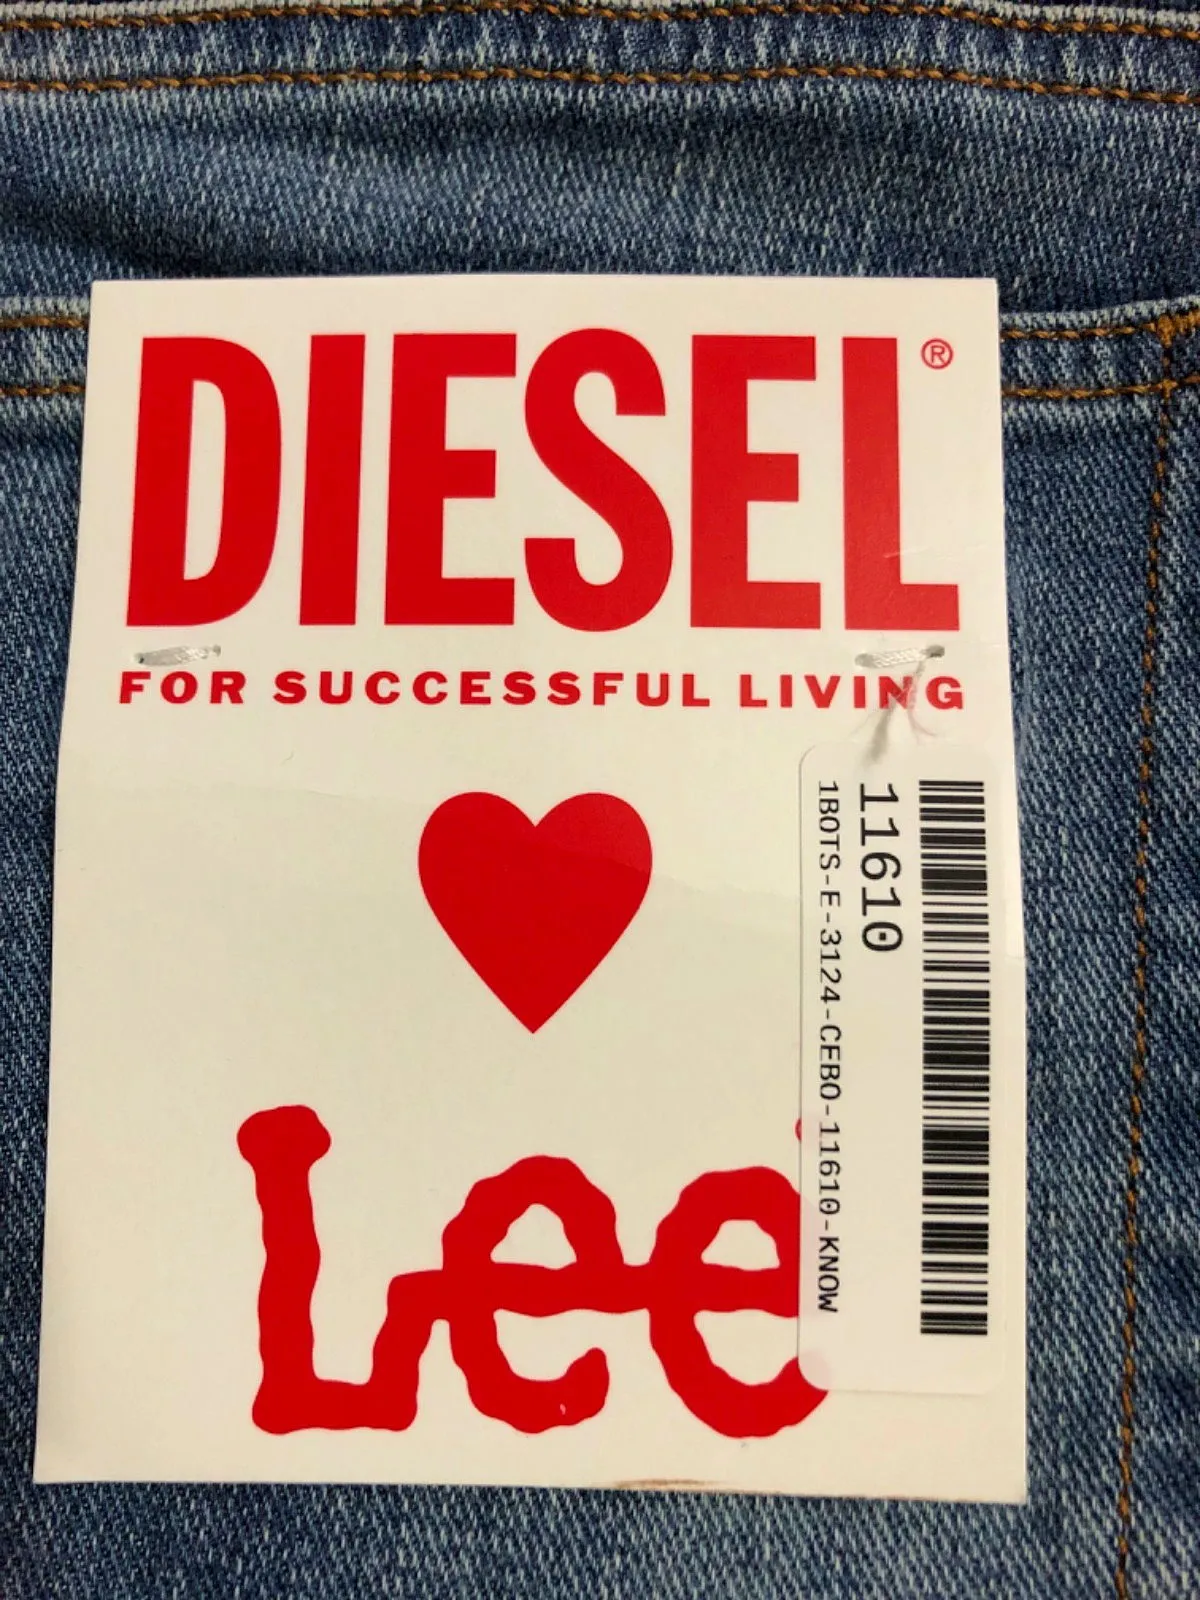 DIESEL®
FOR SUCCESSFUL LIVING
Lee
11610
1BOTS-E-3124-CEBO-11610-KNOW